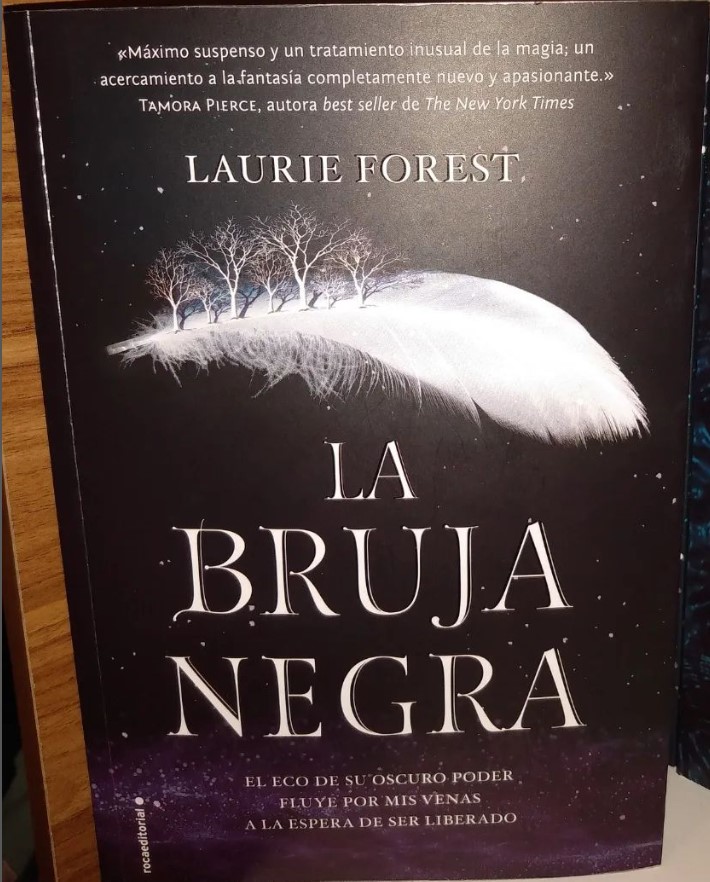 «Máximo suspenso y un tratamiento inusual de la magia; un
acercamiento a la fantasía completamente nuevo y apasionante.»
TAMORA PIERCE, autora best seller de The New York Times
LAURIE FOREST
LA
BRUJA
NEGRA
EL ECO DE SU OSCURO PODER
FLUYE POR MIS VENAS
A LA ESPERA DE SER LIBERADO
rocaeditorial